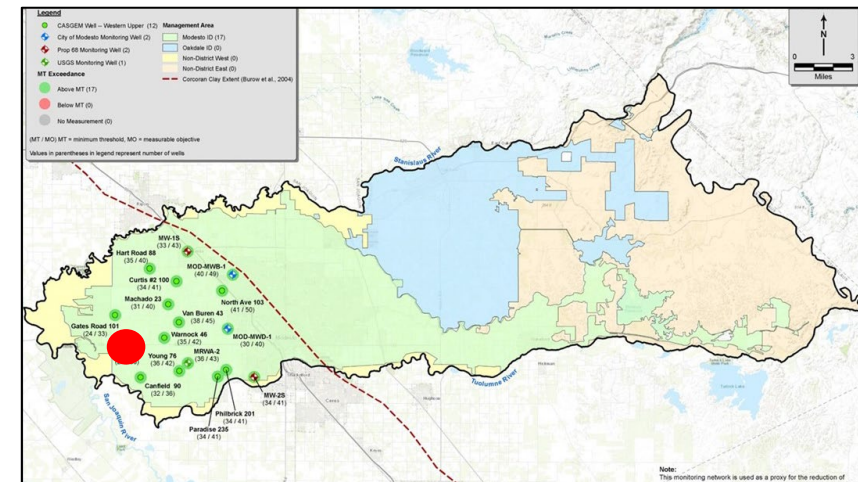 Legend
CASGEM Well – Western Upper (12)
City of Modesto Monitoring Well (2)
Prop 68 Monitoring Well (2)
USGS Monitoring Well (1)
MT Exceedance
Above MT (17)
Below MT (0)
No Measurement (0)
(MT / MO) MT = minimum threshold, MO = measurable objective
Values in parentheses in legend represent number of wells
Management Area
Modesto ID (17)
Oakdale ID (0)
Non-District West (0)
Non-District East (0)
Corcoran Clay Extent (Burow et al., 2004)
N
0 3
Miles
Stanislaus River
MW-1S
(33 / 43)
Hart Road 88
(35 / 40)
MOD-MWB-1
(40 / 49)
Curtis #2 100
(34 / 41)
Machado 23
(31 / 40)
North Ave 103
(41 / 50)
Van Buren 43
(38 / 45)
Gates Road 101
(24 / 33)
Warnock 46
(35 / 42)
MOD-MWD-1
(30 / 40)
Young 76
(36 / 42)
MRWA-2
(36 / 43)
Canfield 90
(32 / 36)
MW-2S
(34 / 41)
Philbrick 201
(34 / 41)
Paradise 235
(34 / 41)
Tuolumne River
San Joaquin River
Note:
This monitoring network is used as a proxy for the reduction of